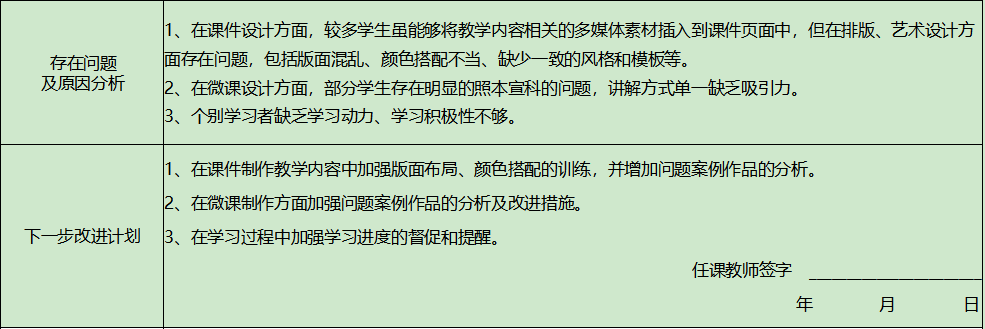 存在问题
及原因分析
1、在课件设计方面，较多学生虽能够将教学内容相关的多媒体素材插入到课件页面中，但在排版、艺术设计方
面存在问题，包括版面混乱、颜色搭配不当、缺少一致的风格和模板等。
2、在微课设计方面，部分学生存在明显的照本宣科的问题，讲解方式单一缺乏吸引力。
3、个别学习者缺乏学习动力、学习积极性不够。
下一步改进计划
1、在课件制作教学内容中加强版面布局、颜色搭配的训练，并增加问题案例作品的分析。
2、在微课制作方面加强问题案例作品的分析及改进措施。
3、在学习过程中加强学习进度的督促和提醒。
任课教师签字 ____________________
年 月 日